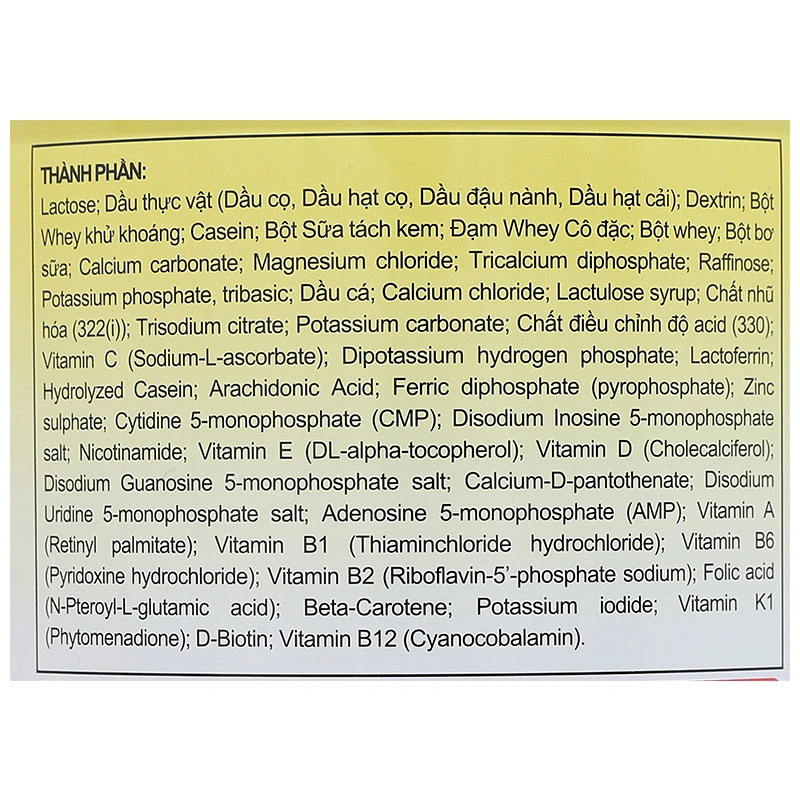 THÀNH PHẦN:
Lactose; Dầu thực vật (Dầu cọ, Dầu hạt cọ, Dầu đậu nành, Dầu hạt cải); Dextrin; Bột
Whey khử khoáng; Casein; Bột Sữa tách kem; Đạm Whey Cô đặc; Bột whey; Bột bơ
sữa; Calcium carbonate; Magnesium chloride; Tricalcium diphosphate; Raffinose;
Potassium phosphate, tribasic; Dầu cá; Calcium chloride; Lactulose syrup; Chất nhũ
hóa (322(i)); Trisodium citrate; Potassium carbonate; Chất điều chỉnh độ acid (330);
Vitamin C (Sodium-L-ascorbate); Dipotassium hydrogen phosphate; Lactoferrin;
Hydrolyzed Casein; Arachidonic Acid; Ferric diphosphate (pyrophosphate); Zinc
sulphate; Cytidine 5-monophosphate (CMP); Disodium Inosine 5-monophosphate
salt; Nicotinamide; Vitamin E (DL-alpha-tocopherol); Vitamin D (Cholecalciferol);
Disodium Guanosine 5-monophosphate salt; Calcium-D-pantothenate; Disodium
Uridine 5-monophosphate salt; Adenosine 5-monophosphate (AMP); Vitamin A
(Retinyl palmitate); Vitamin B1 (Thiaminchloride hydrochloride); Vitamin B6
(Pyridoxine hydrochloride); Vitamin B2 (Riboflavin-5'-phosphate sodium); Folic acid
(N-Pteroyl-L-glutamic acid); Beta-Carotene; Potassium iodide; Vitamin K1
(Phytomenadione); D-Biotin; Vitamin B12 (Cyanocobalamin).